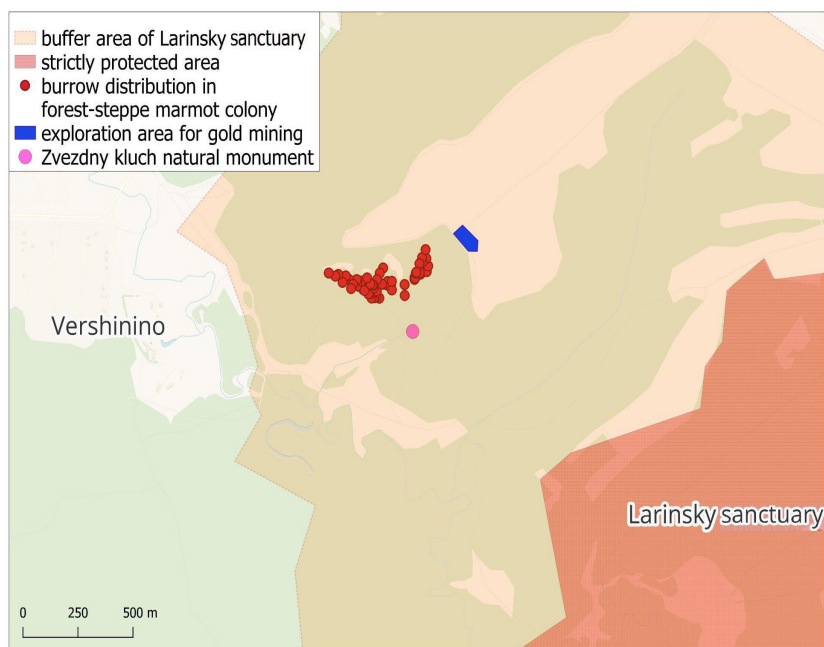 buffer area of Larinsky sanctuary
strictly protected area
burrow distribution in
forest-steppe marmot colony
exploration area for gold mining
Zvezdny kluch natural monument
Vershinino
Larinsky sanctuary
0 250 500 m